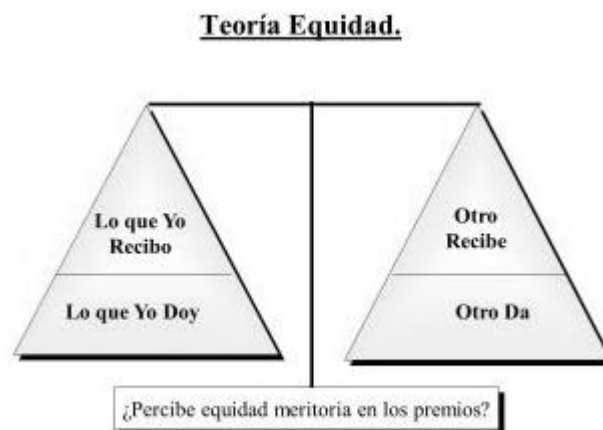 Teoría Equidad.
Lo que Yo
Recibo
Lo que Yo Doy
Otro
Recibe
Otro Da
¿Percibe equidad meritoria en los premios?